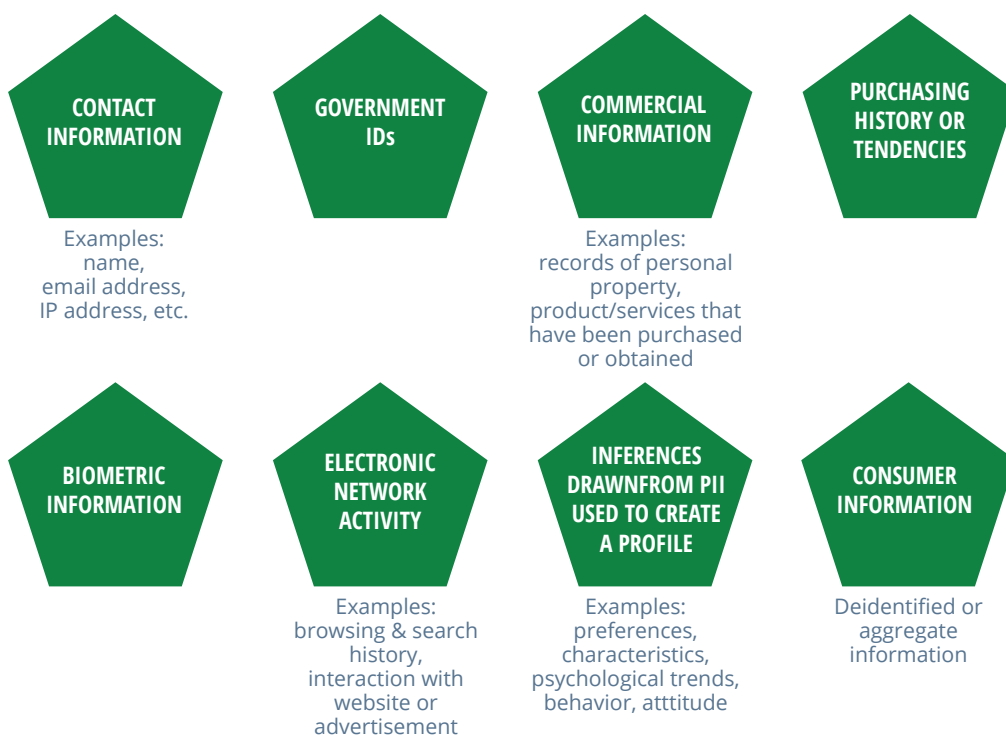 CONTACT
INFORMATION
Examples:
name,
email address,
IP address, etc.
GOVERNMENT
IDs
COMMERCIAL
INFORMATION
Examples:
records of personal
property,
product/services that
have been purchased
or obtained
PURCHASING
HISTORY OR
TENDENCIES
BIOMETRIC
INFORMATION
ELECTRONIC
NETWORK
ACTIVITY
Examples:
browsing & search
history,
interaction with
website or
advertisement
INFERENCES
DRAWNFROM PII
USED TO CREATE
A PROFILE
Examples:
preferences,
characteristics,
psychological trends,
behavior, atttitude
CONSUMER
INFORMATION
Deidentified or
aggregate
information